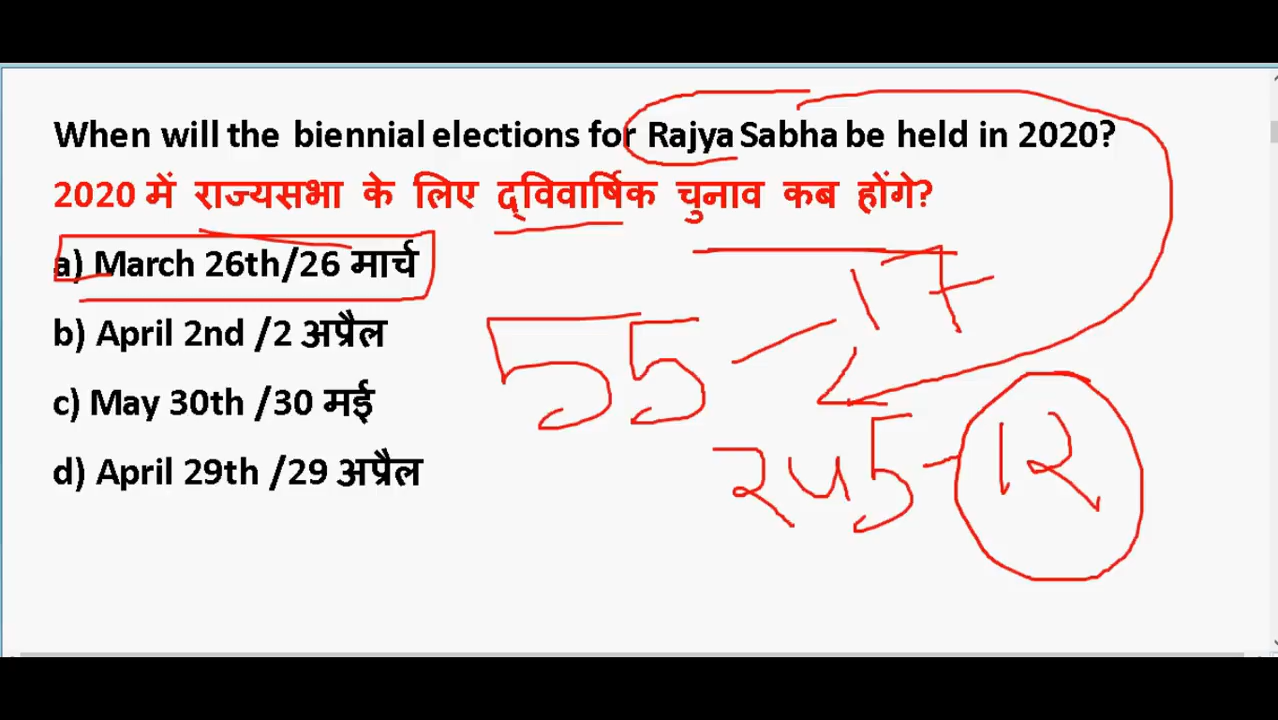 When will the biennial elections for Rajya Sabha be held in 2020?
2020 में राज्यसभा के लिए द्विवार्षिक चुनाव कब होंगे?
a) March 26th/26 मार्च
b) April 2nd /2 अप्रैल
c) May 30th /30 मई
d) April 29th /29 अप्रैल
55 - 17
245 - 12